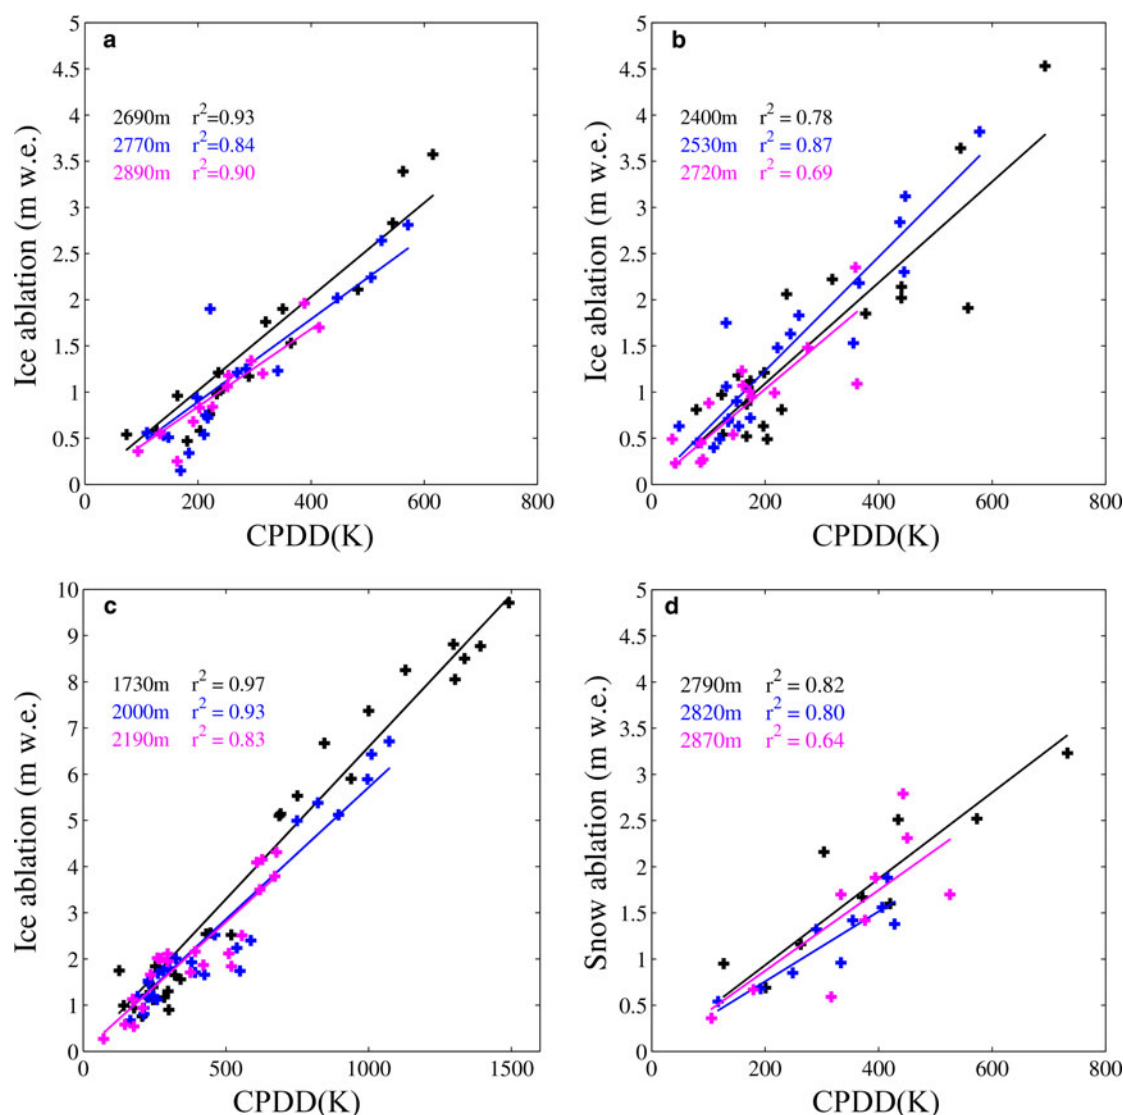 a
2690m r²=0.93
2770m r²=0.84
2890m r²=0.90
5
4.5
4
3.5
3
2.5
2
1.5
1
0.5
0
0 200 400 600 800
Ice ablation (m w.e.)
CPDD(K)
b
2400m r² = 0.78
2530m r² = 0.87
2720m r² = 0.69
5
4.5
4
3.5
3
2.5
2
1.5
1
0.5
0
0 200 400 600 800
Ice ablation (m w.e.)
CPDD(K)
c
1730m r² = 0.97
2000m r² = 0.93
2190m r² = 0.83
10
9
8
7
6
5
4
3
2
1
0
0 500 1000 1500
Ice ablation (m w.e.)
CPDD(K)
d
2790m r² = 0.82
2820m r² = 0.80
2870m r² = 0.64
5
4.5
4
3.5
3
2.5
2
1.5
1
0.5
0
0 200 400 600 800
Snow ablation (m w.e.)
CPDD(K)